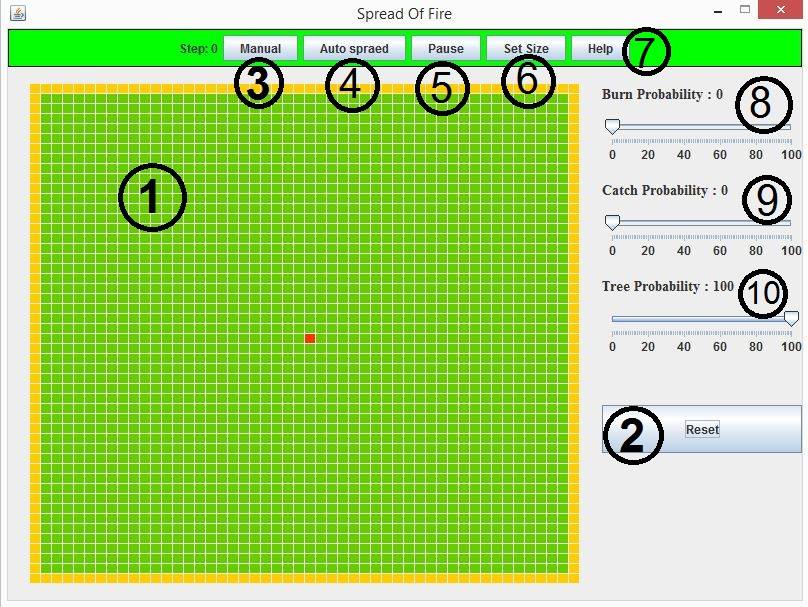 Spread Of Fire
Step: 0 Manual Auto spraed Pause Set Size Help 7
3 4 5 6
Burn Probability : 0 8
0 20 40 60 80 100
1
Catch Probability : 0 9
0 20 40 60 80 100
Tree Probability : 100 10
0 20 40 60 80 100
2 Reset